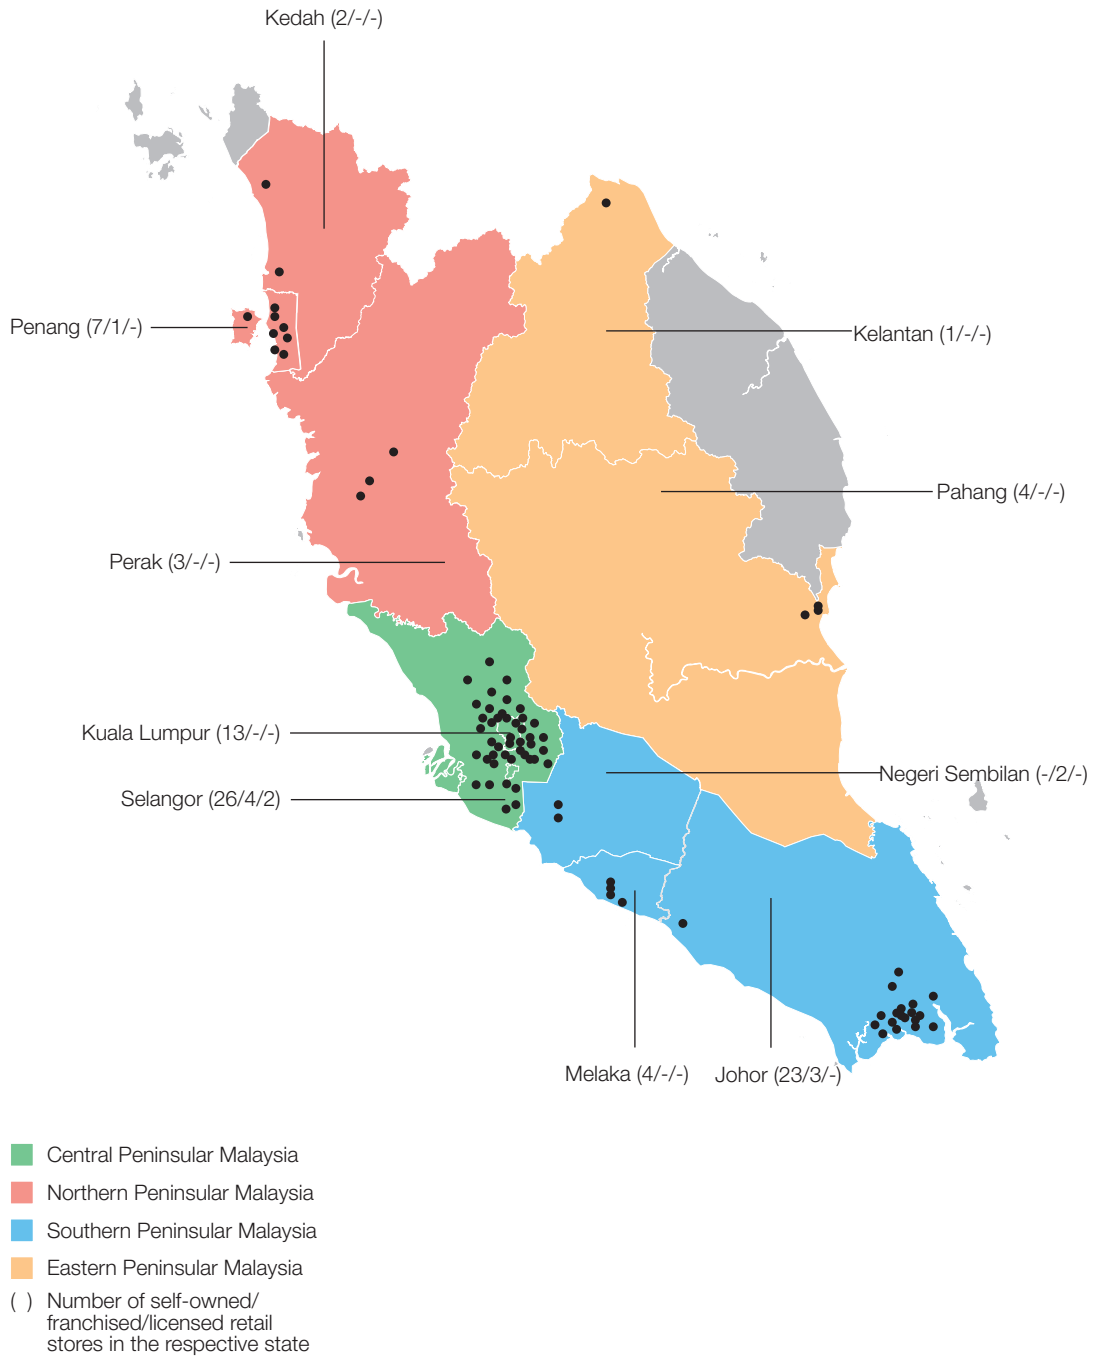 Kedah (2/-/-)
Penang (7/1/-)
Kelantan (1/-/-)
Pahang (4/-/-)
Perak (3/-/-)
Kuala Lumpur (13/-/-)
Negeri Sembilan (-/2/-)
Selangor (26/4/2)
Melaka (4/-/-)
Johor (23/3/-)
Central Peninsular Malaysia
Northern Peninsular Malaysia
Southern Peninsular Malaysia
Eastern Peninsular Malaysia
( ) Number of self-owned/
franchised/licensed retail
stores in the respective state